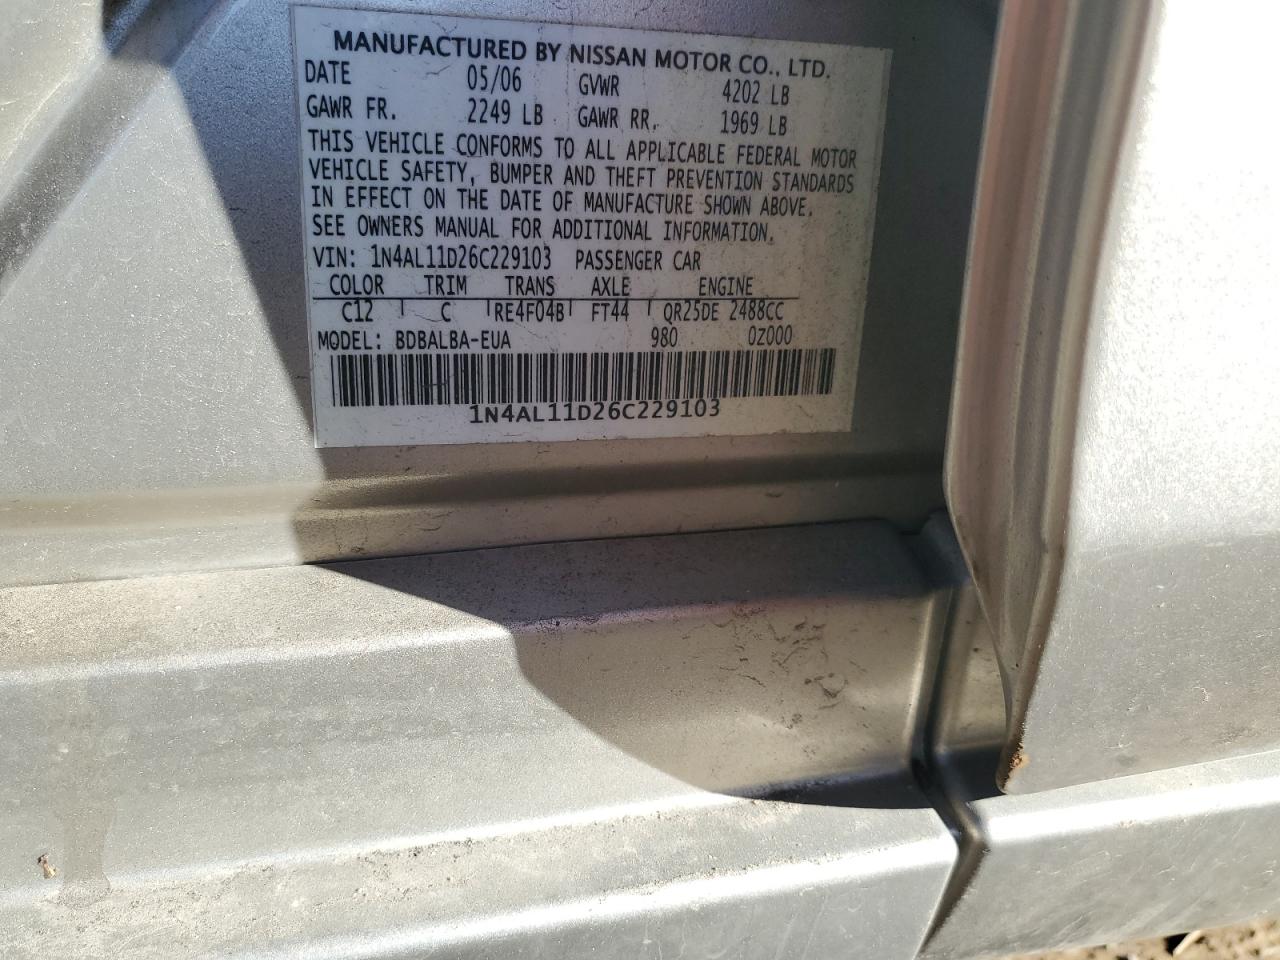 MANUFACTURED BY NISSAN MOTOR CO., LTD.
DATE 05/06 GVWR 4202 LB
GAWR FR. 2249 LB GAWR RR. 1969 LB
THIS VEHICLE CONFORMS TO ALL APPLICABLE FEDERAL MOTOR
VEHICLE SAFETY, BUMPER AND THEFT PREVENTION STANDARDS
IN EFFECT ON THE DATE OF MANUFACTURE SHOWN ABOVE.
SEE OWNERS MANUAL FOR ADDITIONAL INFORMATION.
VIN: 1N4AL11D26C229103 PASSENGER CAR
COLOR TRIM TRANS AXLE ENGINE
C12 C RE4F04B FT44 QR25DE 2488CC
MODEL: BDBALBA-EUA 980 0Z000
1N4AL11D26C229103